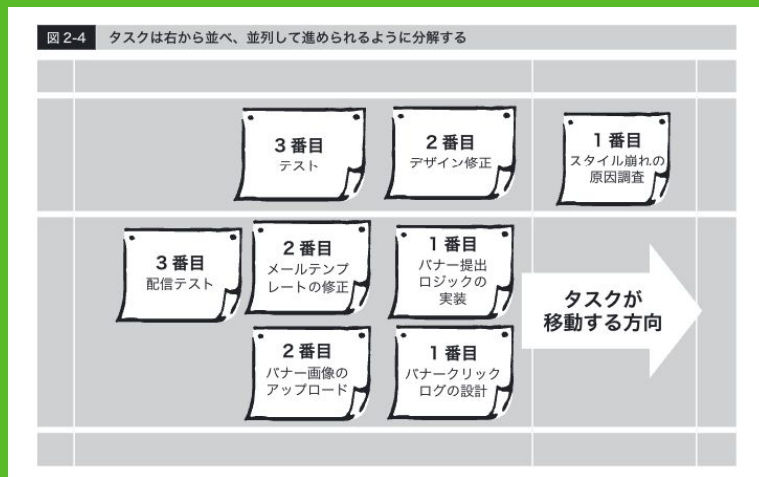 図 2-4 タスクは右から並べ、並列して進められるように分解する
3 番目
テスト
2 番目
デザイン修正
1 番目
スタイル崩れの
原因調査
3 番目
配信テスト
2 番目
メールテンプ
レートの修正
1 番目
バナー提出
ロジックの
実装
2 番目
バナー画像の
アップロード
1 番目
バナークリック
ログの設計
タスクが
移動する方向